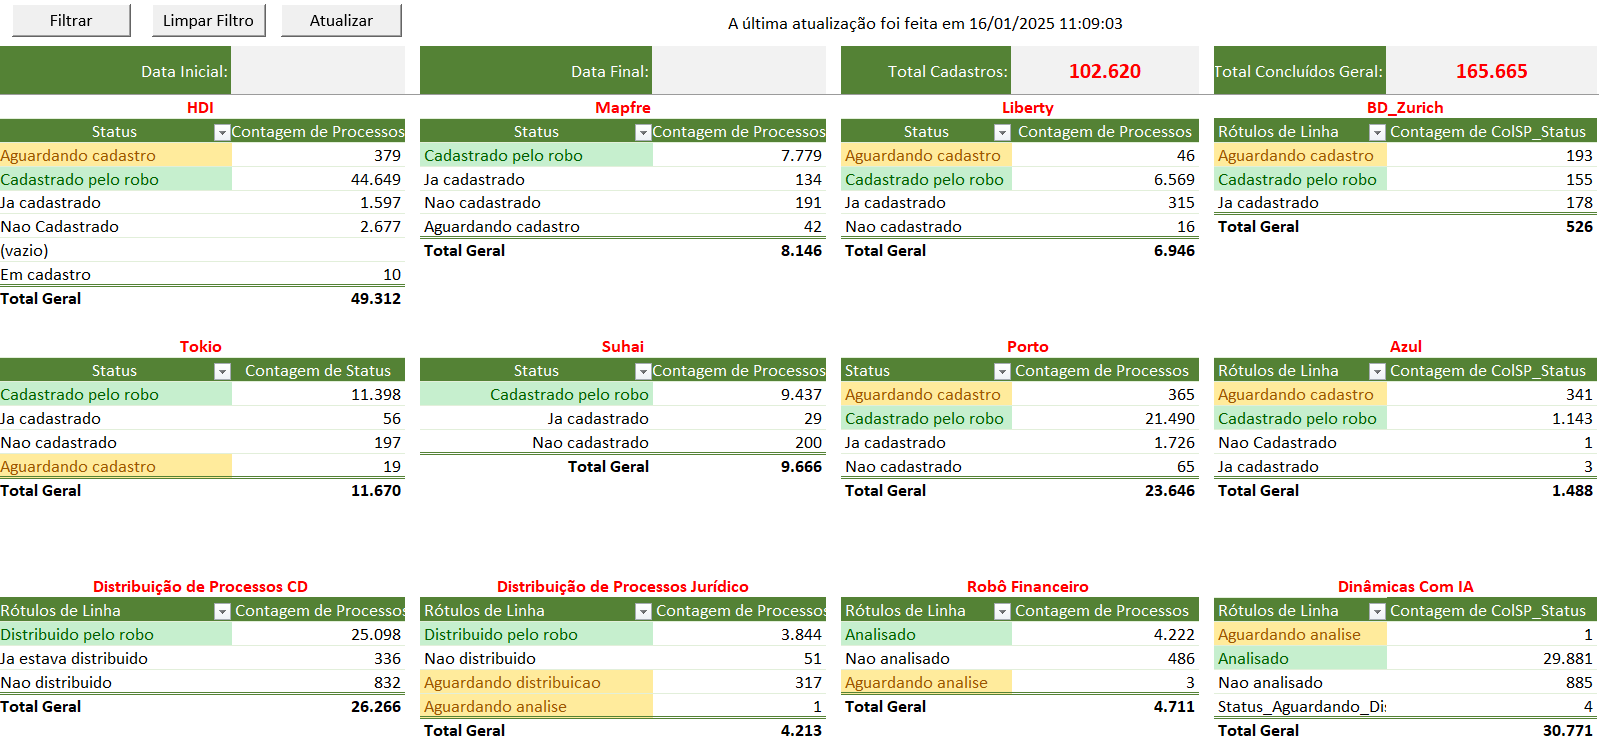 Filtrar
Limpar Filtro
Atualizar
A última atualização foi feita em 16/01/2025 11:09:03
Data Inicial:
Data Final:
Total Cadastros: 102.620
Total Concluídos Geral: 165.665
HDI
Status Contagem de Processos
Aguardando cadastro 379
Cadastrado pelo robo 44.649
Ja cadastrado 1.597
Nao Cadastrado 2.677
(vazio)
Em cadastro 10
Total Geral 49.312
Mapfre
Status Contagem de Processos
Cadastrado pelo robo 7.779
Ja cadastrado 134
Nao cadastrado 191
Aguardando cadastro 42
Total Geral 8.146
Liberty
Status Contagem de Processos
Aguardando cadastro 46
Cadastrado pelo robo 6.569
Ja cadastrado 315
Nao cadastrado 16
Total Geral 6.946
BD_Zurich
Rótulos de Linha Contagem de ColSP_Status
Aguardando cadastro 193
Cadastrado pelo robo 155
Ja cadastrado 178
Total Geral 526
Tokio
Status Contagem de Status
Cadastrado pelo robo 11.398
Ja cadastrado 56
Nao cadastrado 197
Aguardando cadastro 19
Total Geral 11.670
Suhai
Status Contagem de Processos
Cadastrado pelo robo 9.437
Ja cadastrado 29
Nao cadastrado 200
Total Geral 9.666
Porto
Status Contagem de Processos
Aguardando cadastro 365
Cadastrado pelo robo 21.490
Ja cadastrado 1.726
Nao cadastrado 65
Total Geral 23.646
Azul
Rótulos de Linha Contagem de ColSP_Status
Aguardando cadastro 341
Cadastrado pelo robo 1.143
Nao Cadastrado 1
Ja cadastrado 3
Total Geral 1.488
Distribuição de Processos CD
Rótulos de Linha Contagem de Processos
Distribuido pelo robo 25.098
Ja estava distribuido 336
Nao distribuido 832
Total Geral 26.266
Distribuição de Processos Jurídico
Rótulos de Linha Contagem de Processos
Distribuido pelo robo 3.844
Nao distribuido 51
Aguardando distribuicao 317
Aguardando analise 1
Total Geral 4.213
Robô Financeiro
Rótulos de Linha Contagem de Processos
Analisado 4.222
Nao analisado 486
Aguardando analise 3
Total Geral 4.711
Dinâmicas Com IA
Rótulos de Linha Contagem de ColSP_Status
Aguardando analise 1
Analisado 29.881
Nao analisado 885
Status_Aguardando_Di 4
Total Geral 30.771